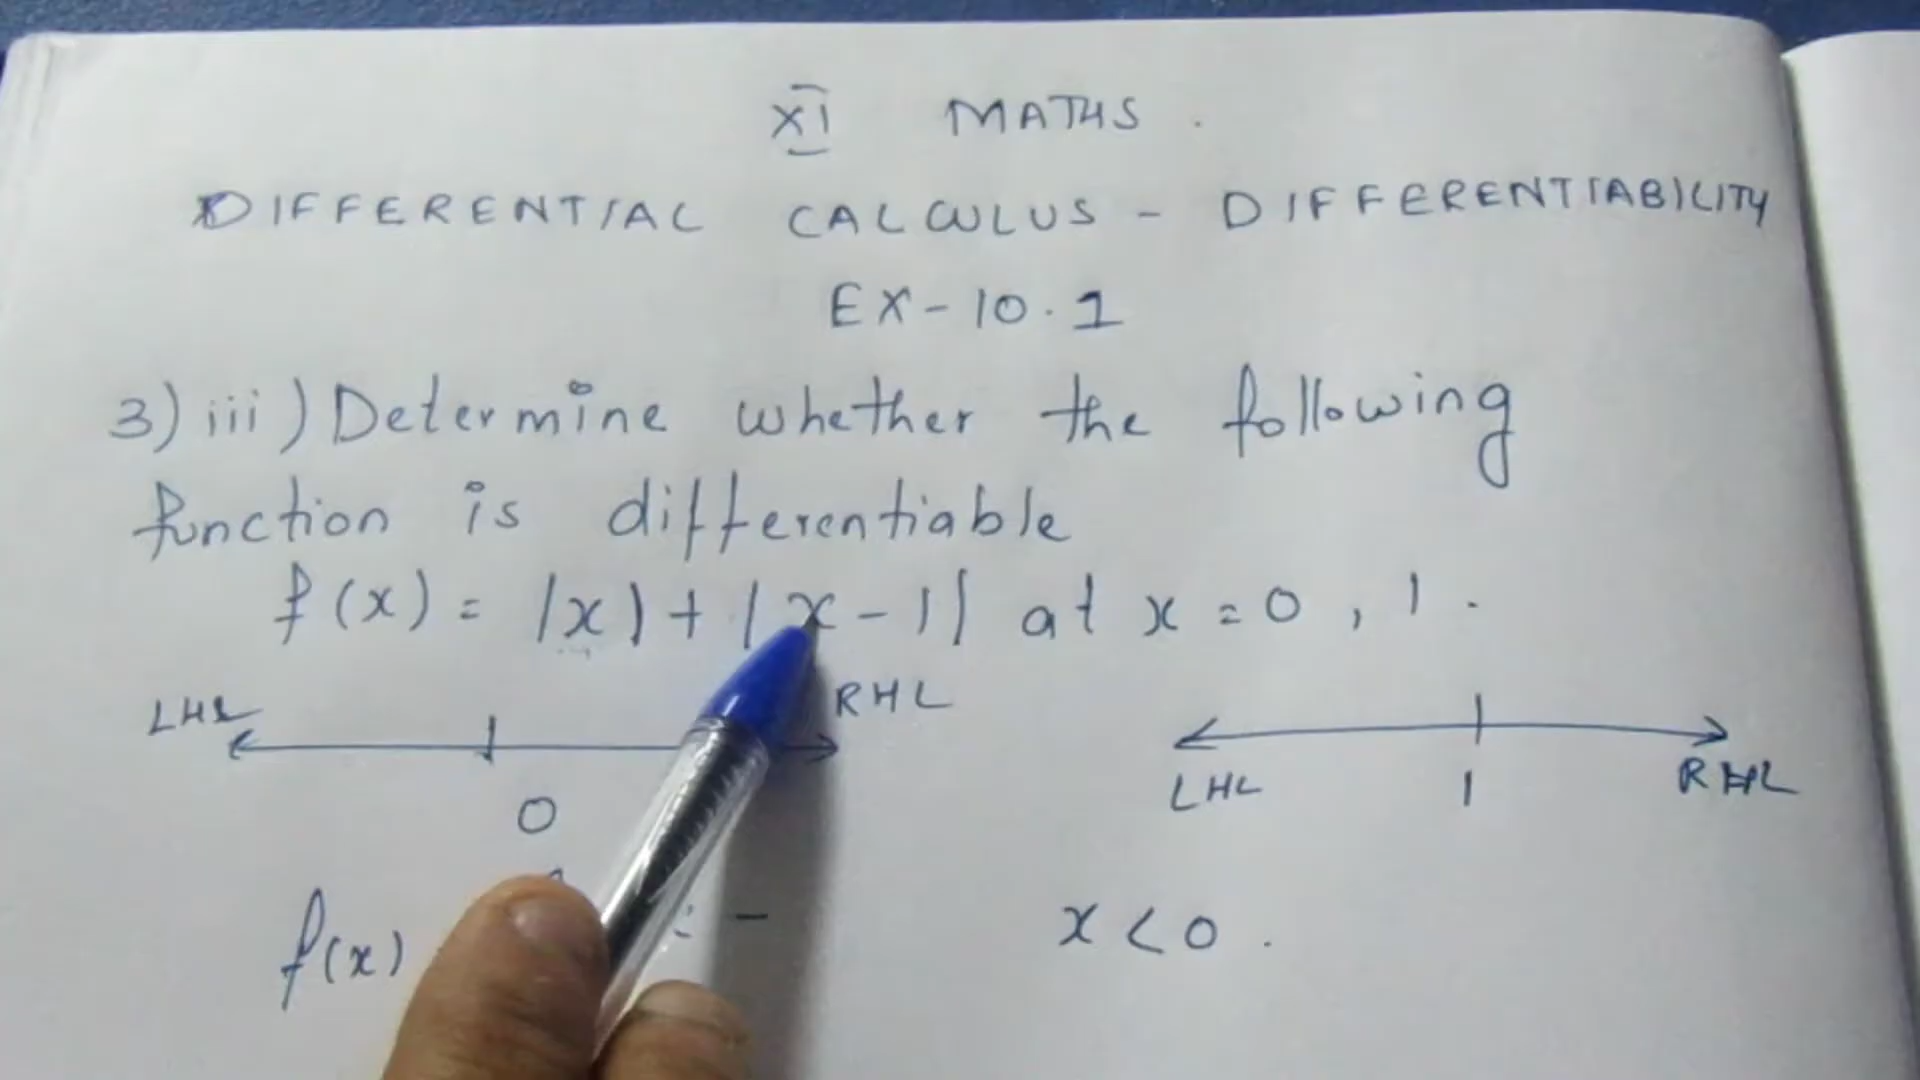 XI MATHS.
DIFFERENTIAL CALCULUS - DIFFERENTIABILITY
EX-10.1
3) iii) Determine whether the following
function is differentiable
f(x) = |x| + |x-1| at x = 0, 1.
LHL RHL
0
LHL 1 RHL
f(x) - x < 0.